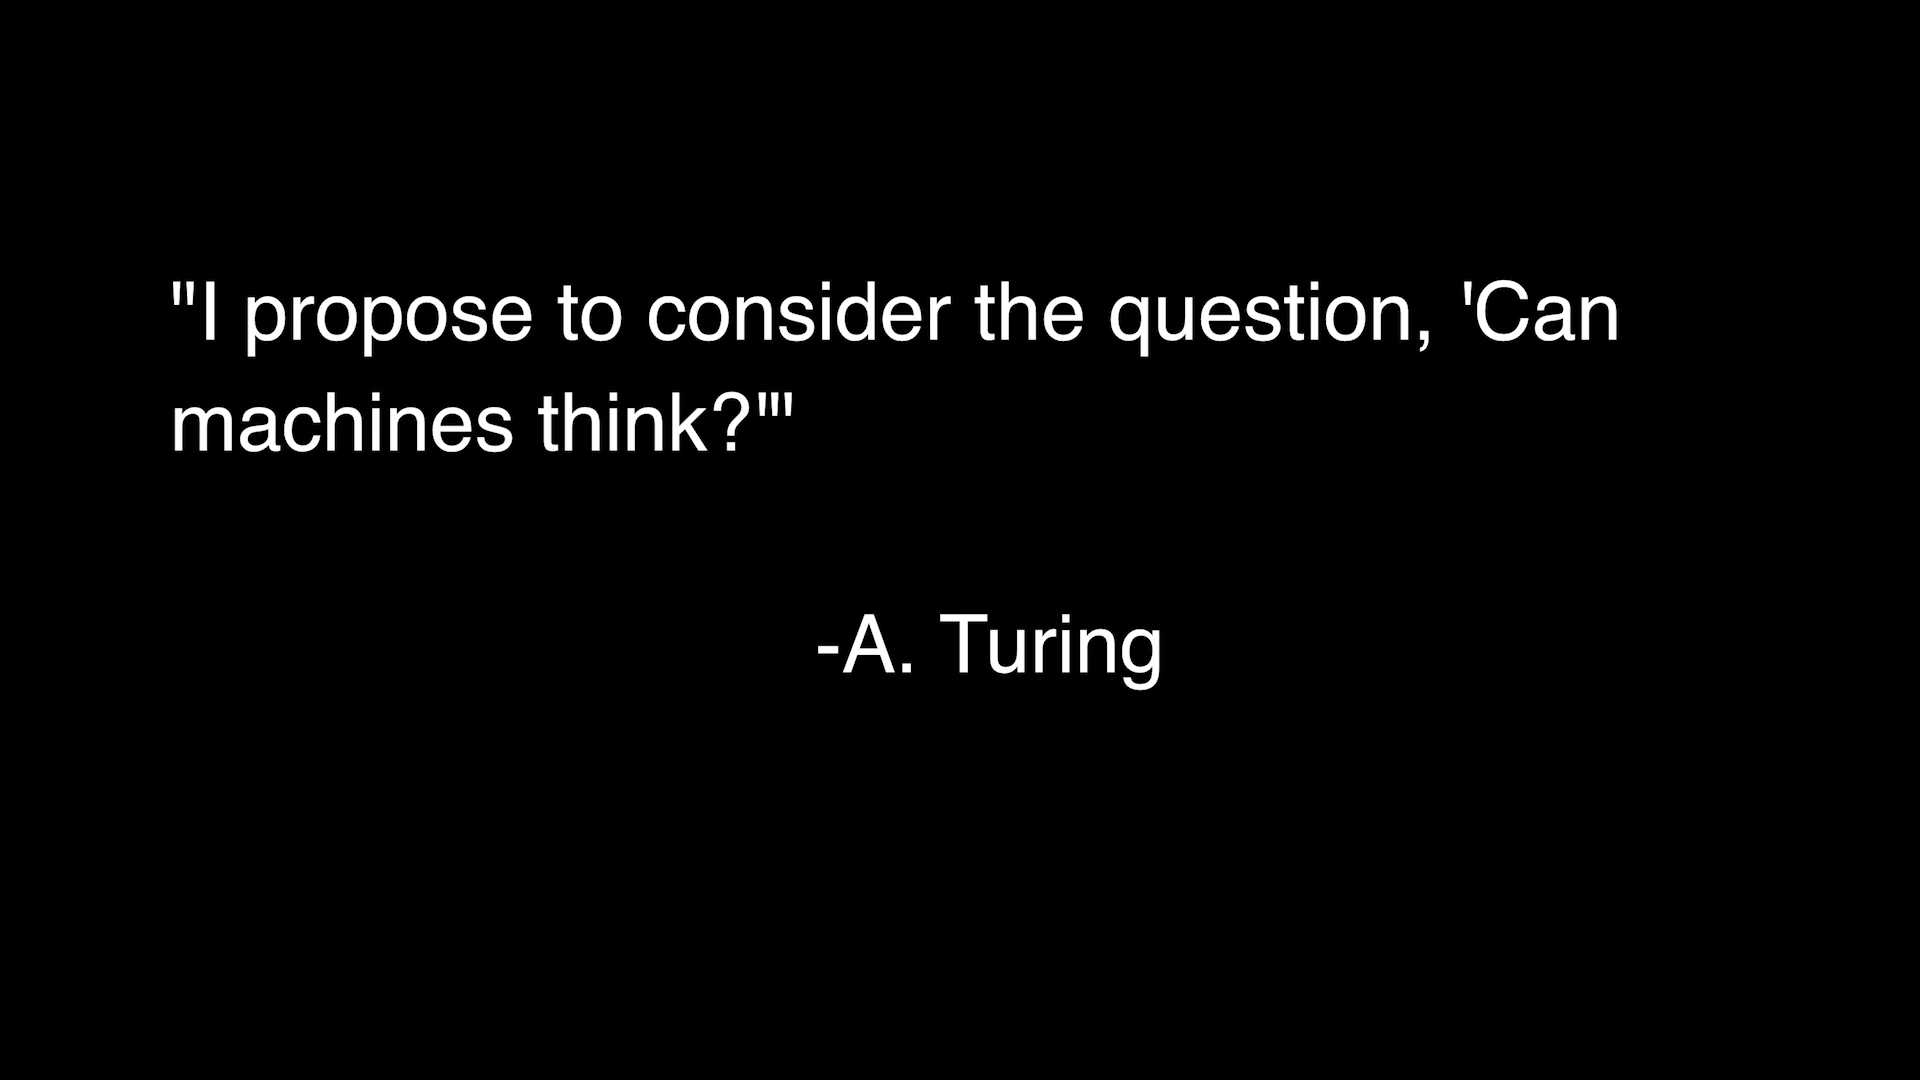 "I propose to consider the question, 'Can
machines think?'"
-A. Turing